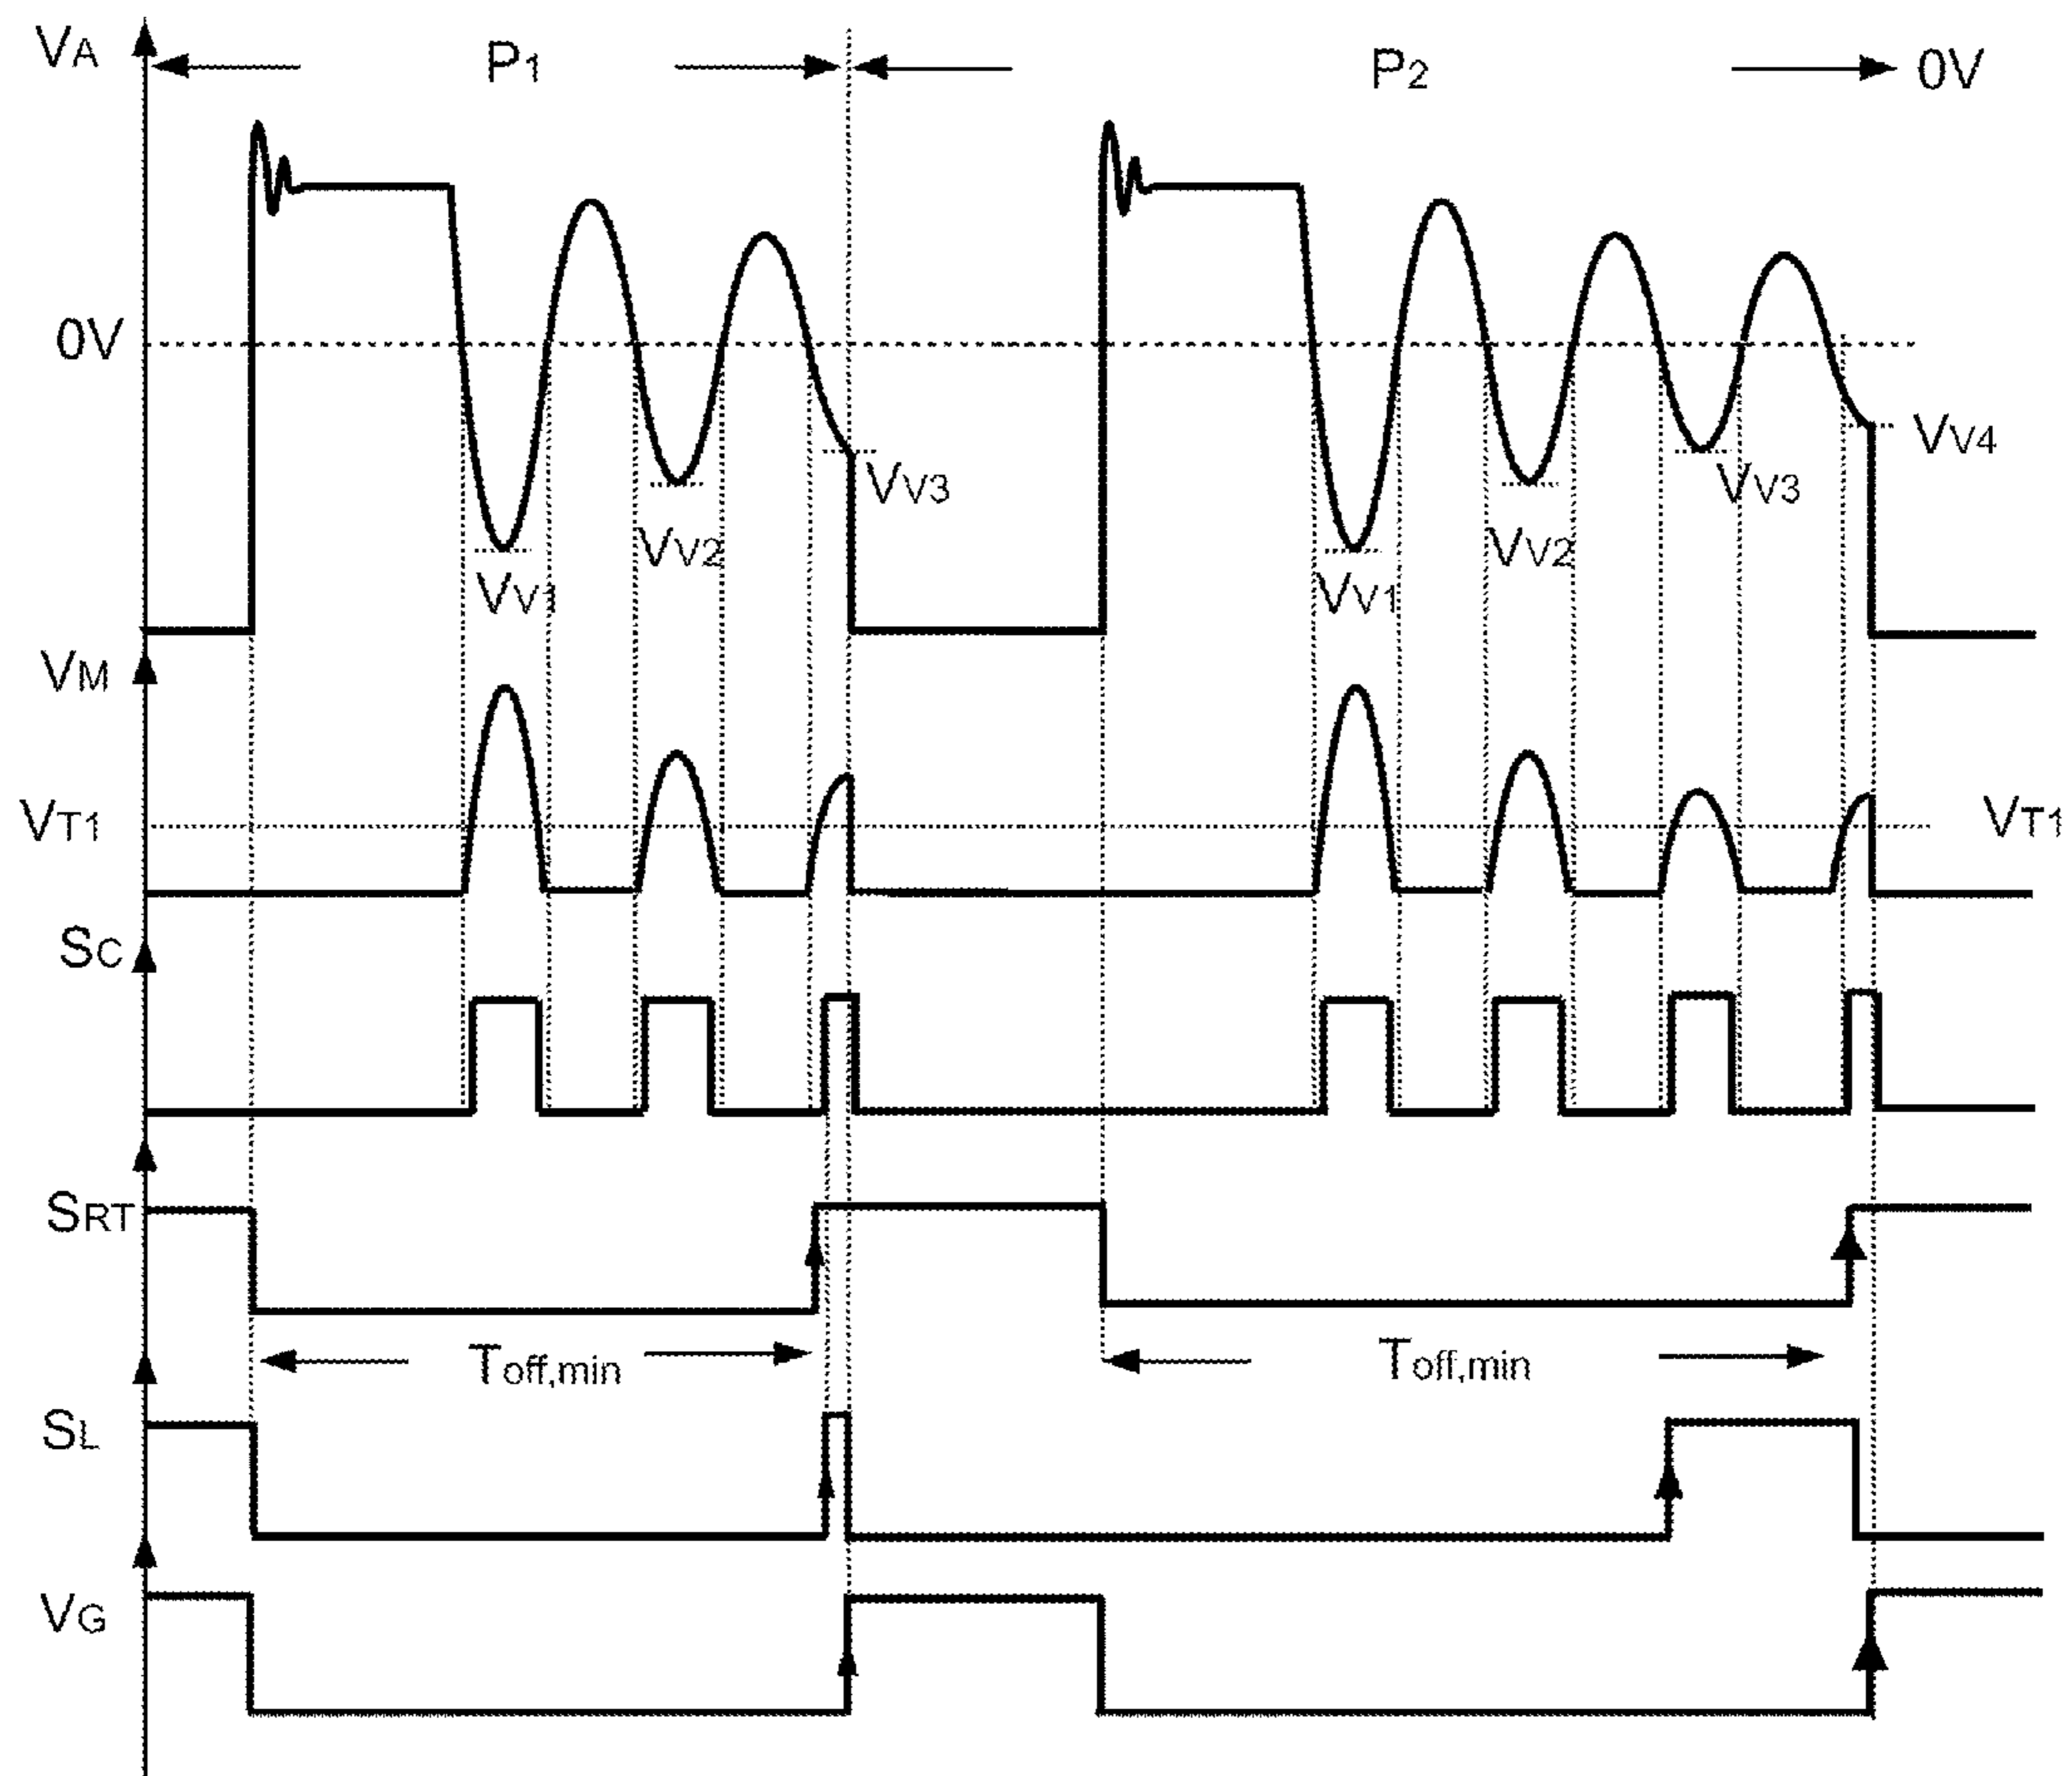 VA
P1
P2
0V
0V
VV3
VV4
VV2
VV2
VV3
VV1
VV1
VM
VT1
VT1
SC
SRT
Toff,min
Toff,min
SL
VG